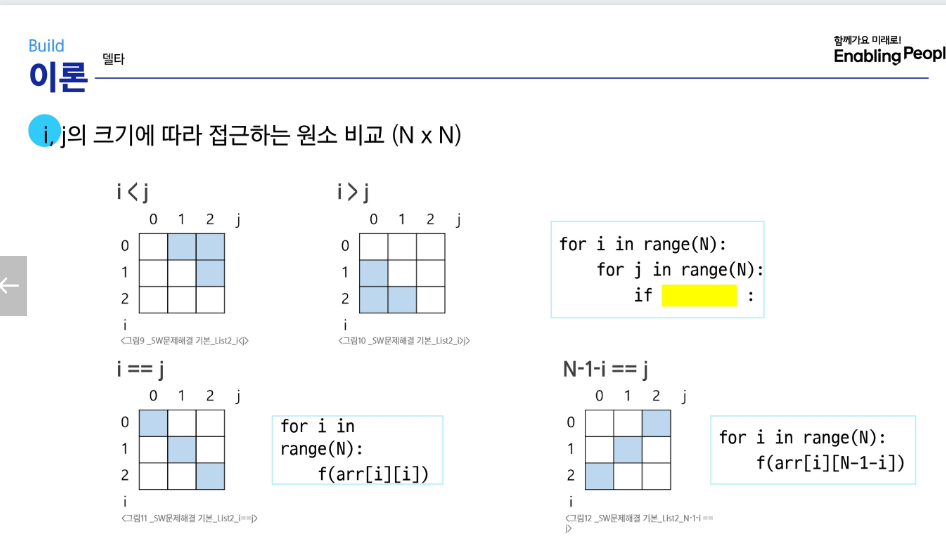 Build
이론
델타
함께가요 미래로!
Enabling Peopl
i, j의 크기에 따라 접근하는 원소 비교 (N x N)
i < j
0 1 2 j
0
1
2
i
<그림9 _SW문제해결 기본_List2_i<j>
i > j
0 1 2 j
0
1
2
i
<그림10 _SW문제해결 기본_List2_i>j>
for i in range(N):
for j in range(N):
if :
i == j
0 1 2 j
0
1
2
i
<그림11 _SW문제해결 기본_List2_i==j>
for i in
range(N):
f(arr[i][i])
N-1-i == j
0 1 2 j
0
1
2
i
<그림12 _SW문제해결 기본_List2_N-1-i ==
j>
for i in range(N):
f(arr[i][N-1-i])